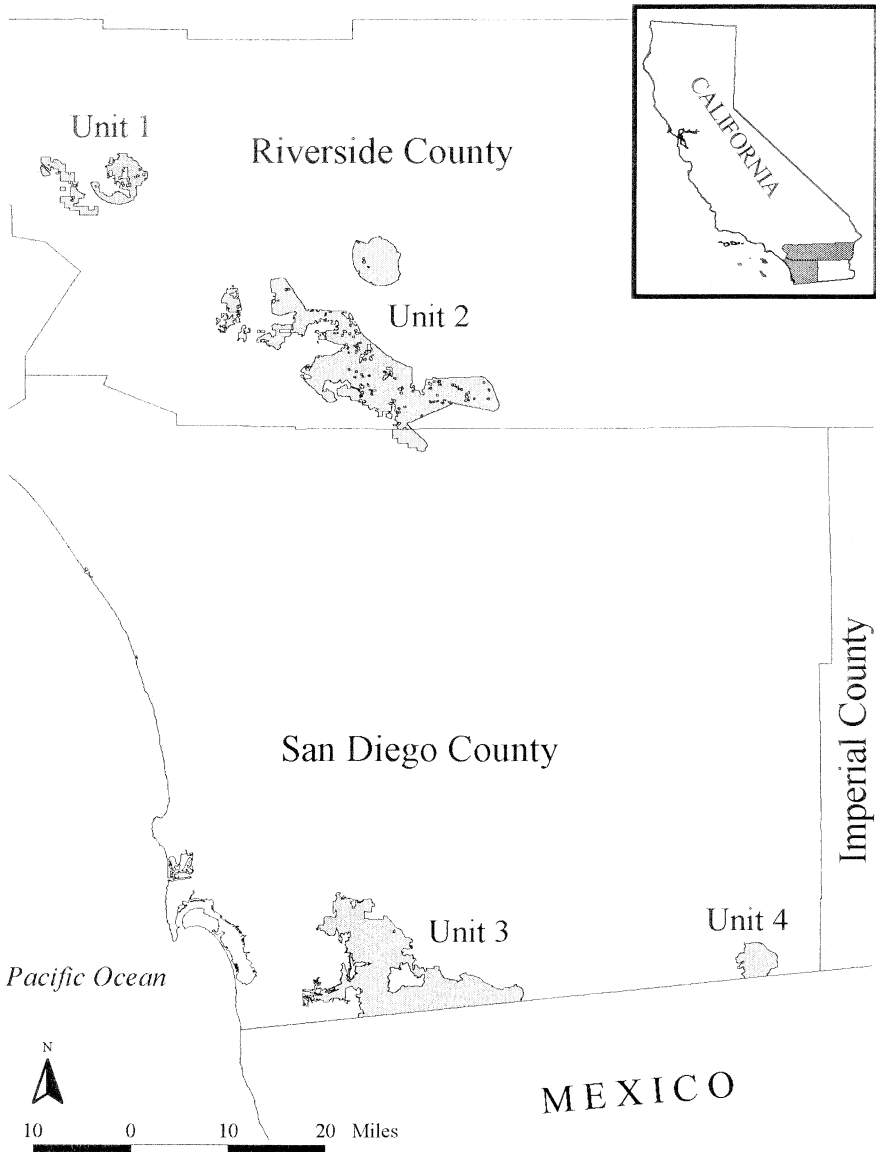 CALIFORNIA
Unit 1
Riverside County
Unit 2
San Diego County
Imperial County
Unit 3
Unit 4
Pacific Ocean
N
MEXICO
10 0 10 20 Miles